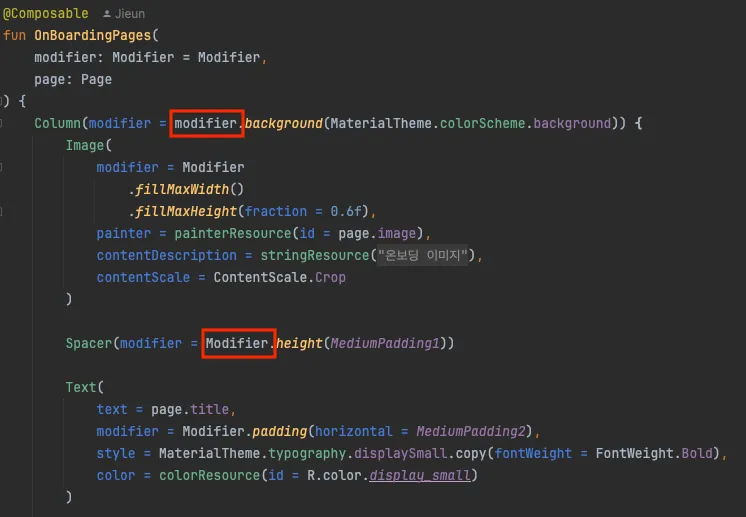 @Composable Jieun
fun OnBoardingPages(
    modifier: Modifier = Modifier,
    page: Page
) {
    Column(modifier = modifier.background(MaterialTheme.colorScheme.background)) {
        Image(
            modifier = Modifier
                .fillMaxWidth()
                .fillMaxHeight(fraction = 0.6f),
            painter = painterResource(id = page.image),
            contentDescription = stringResource("온보딩 이미지"),
            contentScale = ContentScale.Crop
        )
        Spacer(modifier = Modifier.height(MediumPadding1))
        Text(
            text = page.title,
            modifier = Modifier.padding(horizontal = MediumPadding2),
            style = MaterialTheme.typography.displaySmall.copy(fontWeight = FontWeight.Bold),
            color = colorResource(id = R.color.display_small)
        )